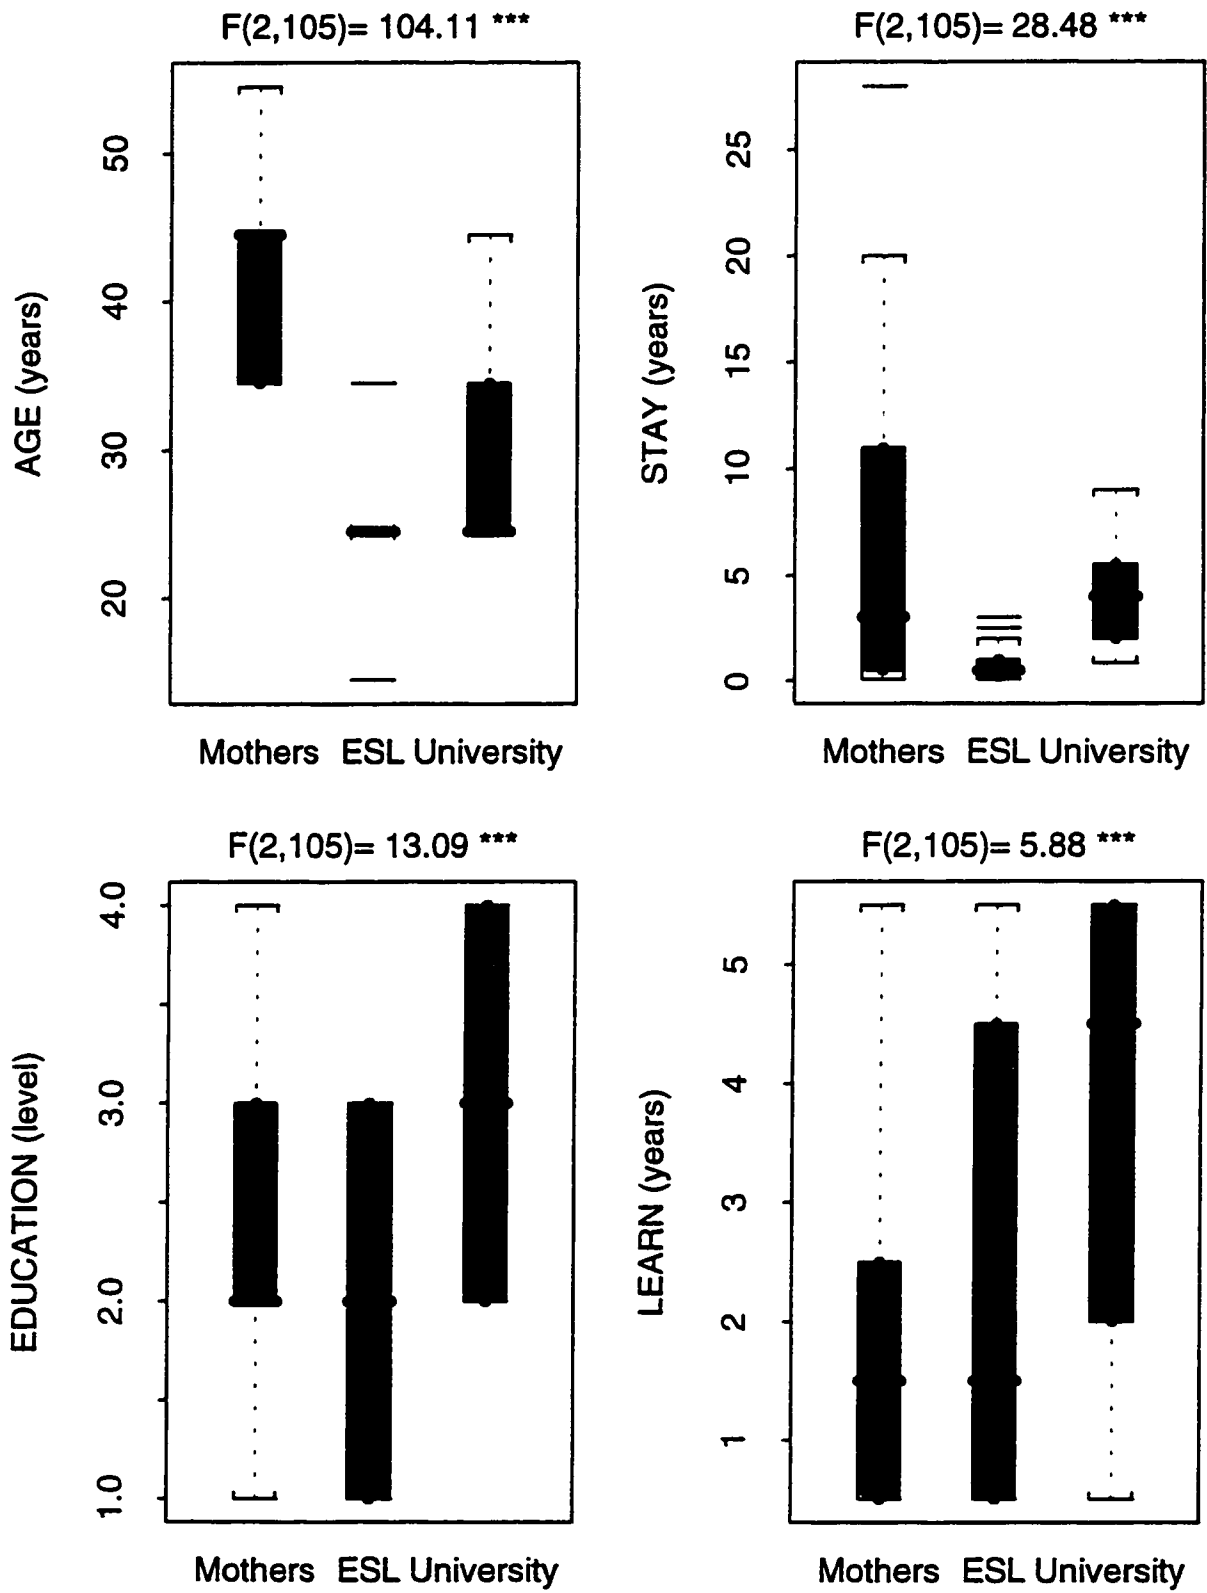 F(2,105)= 104.11 ***
AGE (years)
50
40
30
20
Mothers ESL University
F(2,105)= 28.48 ***
STAY (years)
25
20
15
10
5
0
Mothers ESL University
F(2,105)= 13.09 ***
EDUCATION (level)
4.0
3.0
2.0
1.0
Mothers ESL University
F(2,105)= 5.88 ***
LEARN (years)
5
4
3
2
1
Mothers ESL University